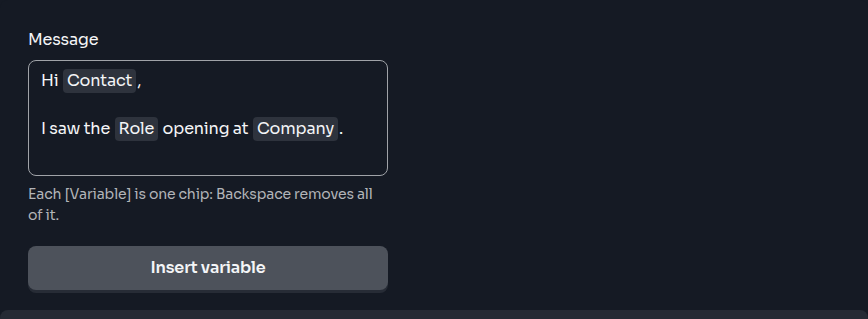 Message
Hi Contact,
I saw the Role opening at Company.
Each [Variable] is one chip: Backspace removes all
of it.
Insert variable